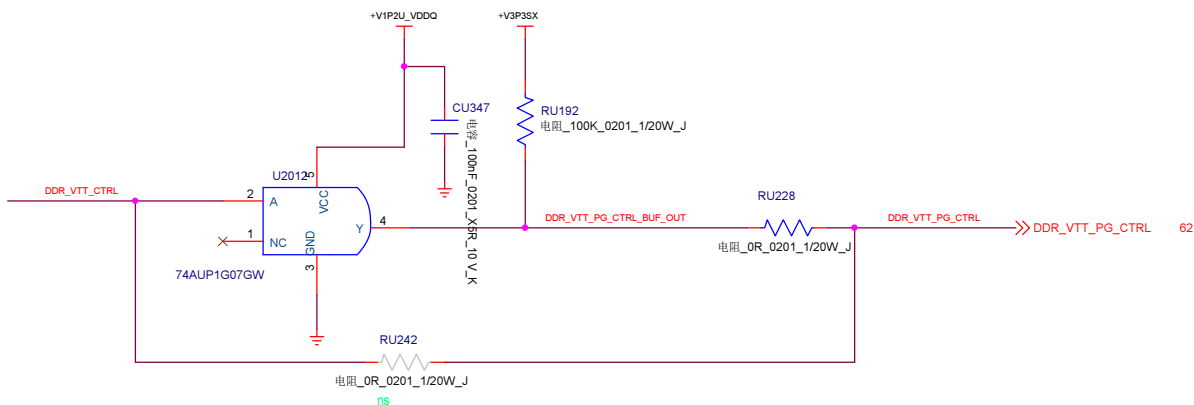 +V1P2U_VDDQ
+V3P3SX
CU347
电容_100nF_0201_X5R_10 V_K
RU192
电阻_100K_0201_1/20W_J
U2012
5
VCC
DDR_VTT_CTRL
2
A
1
NC
GND
3
Y
4
74AUP1G07GW
DDR_VTT_PG_CTRL_BUF_OUT
RU228
电阻_0R_0201_1/20W_J
DDR_VTT_PG_CTRL
DDR_VTT_PG_CTRL 62
RU242
电阻_0R_0201_1/20W_J
ns